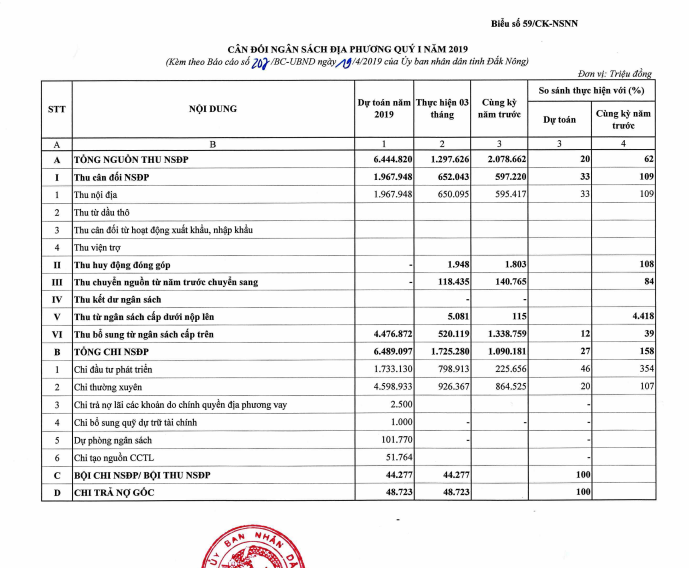 Biểu số 59/CK-NSNN
CÂN ĐỐI NGÂN SÁCH ĐỊA PHƯƠNG QUÝ I NĂM 2019
(Kèm theo Báo cáo số 202/BC-UBND ngày 19/4/2019 của Ủy ban nhân dân tỉnh Đắk Nông)
Đơn vị: Triệu đồng
STT NỘI DUNG Dự toán năm 2019 Thực hiện 03 tháng Cùng kỳ năm trước So sánh thực hiện với (%)
Dự toán Cùng kỳ năm trước
A B 1 2 3 3 4
A TỔNG NGUỒN THU NSĐP 6.444.820 1.297.626 2.078.662 20 62
I Thu cân đối NSĐP 1.967.948 652.043 597.220 33 109
1 Thu nội địa 1.967.948 650.095 595.417 33 109
2 Thu từ dầu thô
3 Thu cân đối từ hoạt động xuất khẩu, nhập khẩu
4 Thu viện trợ
II Thu huy động đóng góp - 1.948 1.803 108
III Thu chuyển nguồn từ năm trước chuyển sang - 118.435 140.765 84
IV Thu kết dư ngân sách - -
V Thu từ ngân sách cấp dưới nộp lên 5.081 115 4.418
VI Thu bổ sung từ ngân sách cấp trên 4.476.872 520.119 1.338.759 12 39
B TỔNG CHI NSĐP 6.489.097 1.725.280 1.090.181 27 158
1 Chi đầu tư phát triển 1.733.130 798.913 225.656 46 354
2 Chi thường xuyên 4.598.933 926.367 864.525 20 107
3 Chi trả nợ lãi các khoản do chính quyền địa phương vay 2.500 -
4 Chi bổ sung quỹ dự trữ tài chính 1.000 - - -
5 Dự phòng ngân sách 101.770 - - -
6 Chi tạo nguồn CCTL 51.764 -
C BỘI CHI NSĐP/ BỘI THU NSĐP 44.277 44.277 100
D CHI TRẢ NỢ GỐC 48.723 48.723 100
-
ỦY BAN NHÂN DÂ